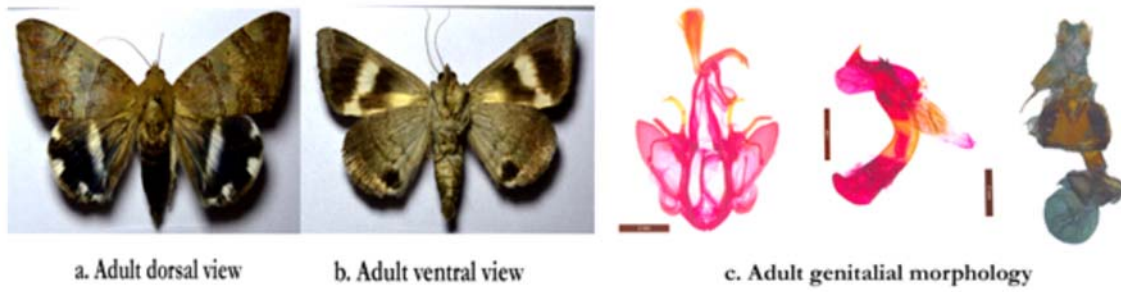 a. Adult dorsal view
b. Adult ventral view
c. Adult genitalial morphology